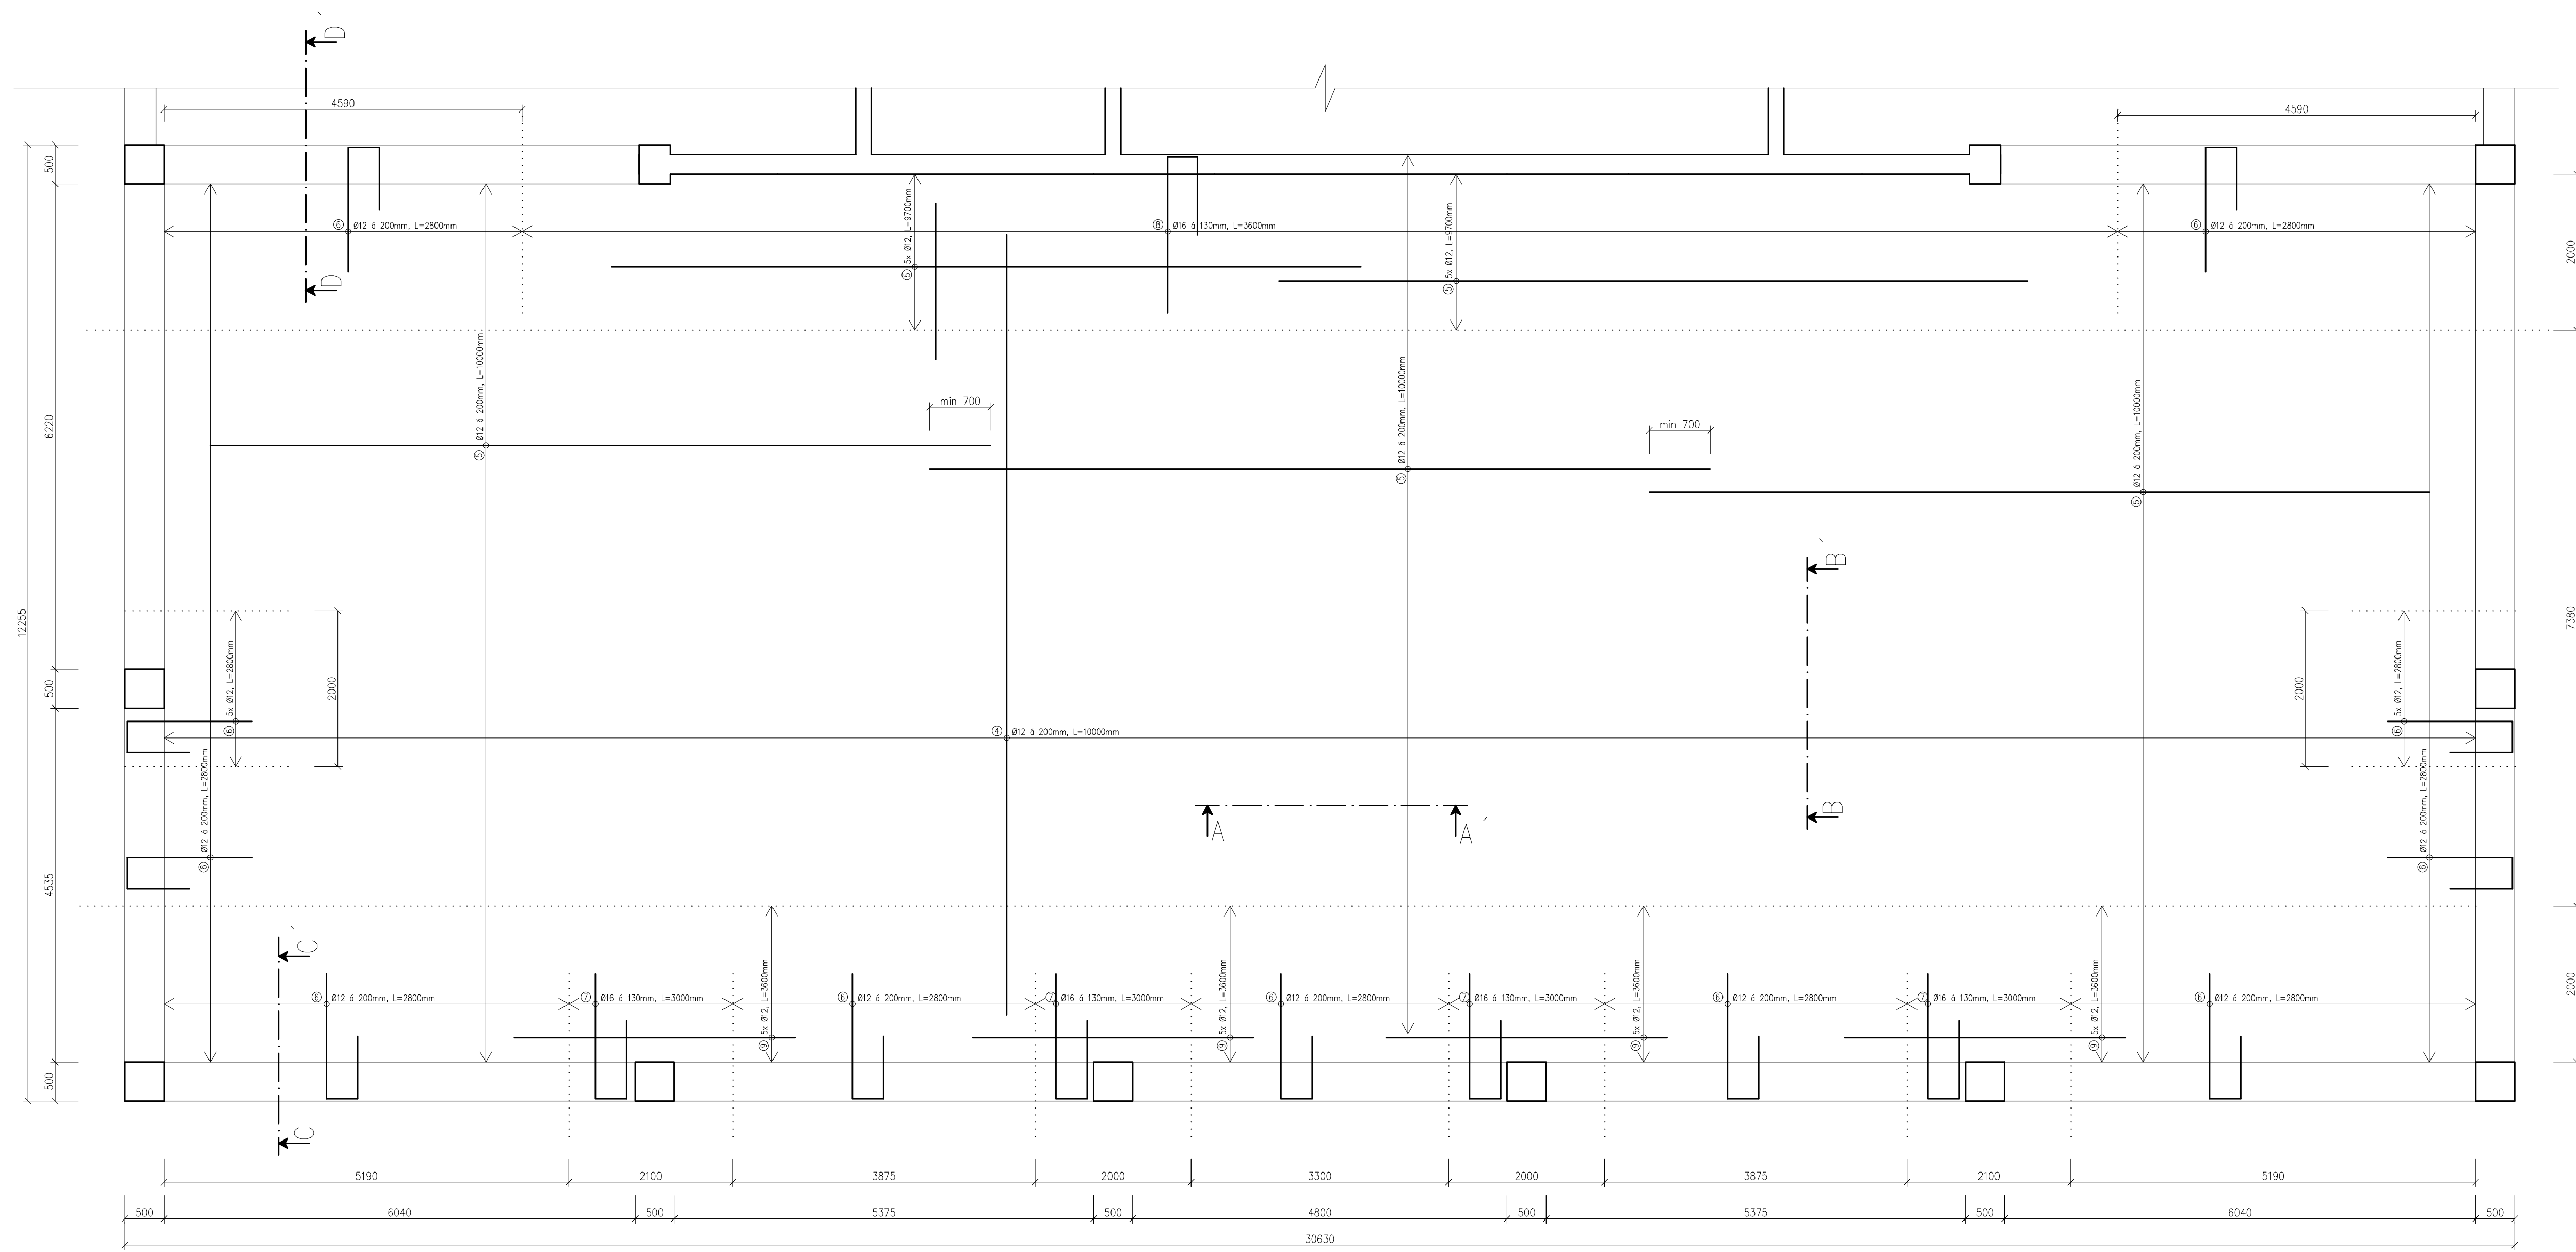 D´
4590
4590
500
⑥ Ø12 á 200mm, L=2800mm
⑧ Ø16 á 130mm, L=3600mm
⑥ Ø12 á 200mm, L=2800mm
⑤ 5x Ø12, L=9700mm
⑤ 5x Ø12, L=9700mm
2000
D
⑤ Ø12 á 200mm, L=10000mm
⑤ Ø12 á 200mm, L=10000mm
⑤ Ø12 á 200mm, L=10000mm
min 700
min 700
6220
B´
12255
7380
500
⑥ 5x Ø12, L=2800mm
2000
2000
⑥ 5x Ø12, L=2800mm
④ Ø12 á 200mm, L=10000mm
⑥ Ø12 á 200mm, L=2800mm
⑥ Ø12 á 200mm, L=2800mm
B
A
A´
4535
C´
⑨ 5x Ø12, L=3600mm
⑨ 5x Ø12, L=3600mm
⑨ 5x Ø12, L=3600mm
⑨ 5x Ø12, L=3600mm
2000
⑥ Ø12 á 200mm, L=2800mm
⑦ Ø16 á 130mm, L=3000mm
⑥ Ø12 á 200mm, L=2800mm
⑦ Ø16 á 130mm, L=3000mm
⑥ Ø12 á 200mm, L=2800mm
⑦ Ø16 á 130mm, L=3000mm
⑥ Ø12 á 200mm, L=2800mm
⑦ Ø16 á 130mm, L=3000mm
⑥ Ø12 á 200mm, L=2800mm
500
C
5190 2100 3875 2000 3300 2000 3875 2100 5190
500 6040 500 5375 500 4800 500 5375 500 6040 500
30630